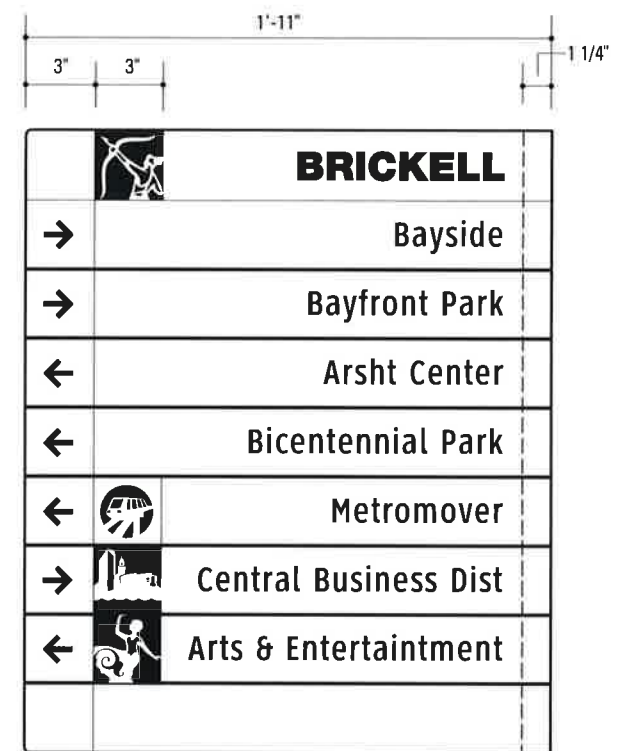 1'-11"
1 1/4"
3" 3"
BRICKELL
→ Bayside
→ Bayfront Park
← Arsht Center
← Bicentennial Park
← Metromover
→ Central Business Dist
← Arts & Entertaintment